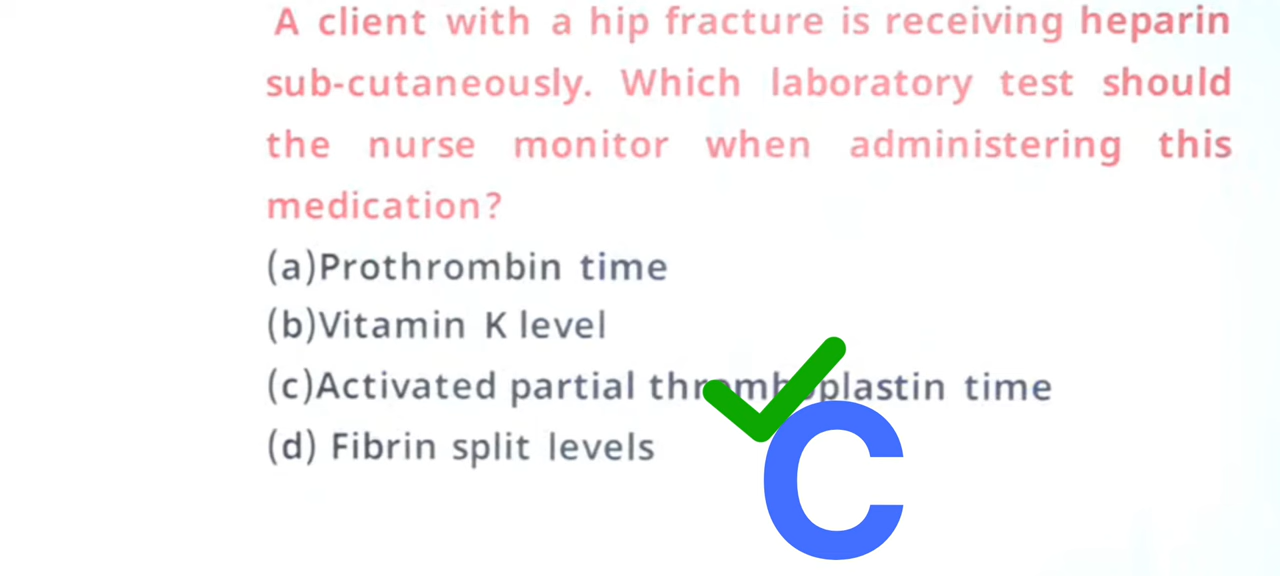 A client with a hip fracture is receiving heparin
sub-cutaneously. Which laboratory test should
the nurse monitor when administering this
medication?
(a)Prothrombin time
(b)Vitamin K level
(c)Activated partial thromboplastin time
(d) Fibrin split levels
C